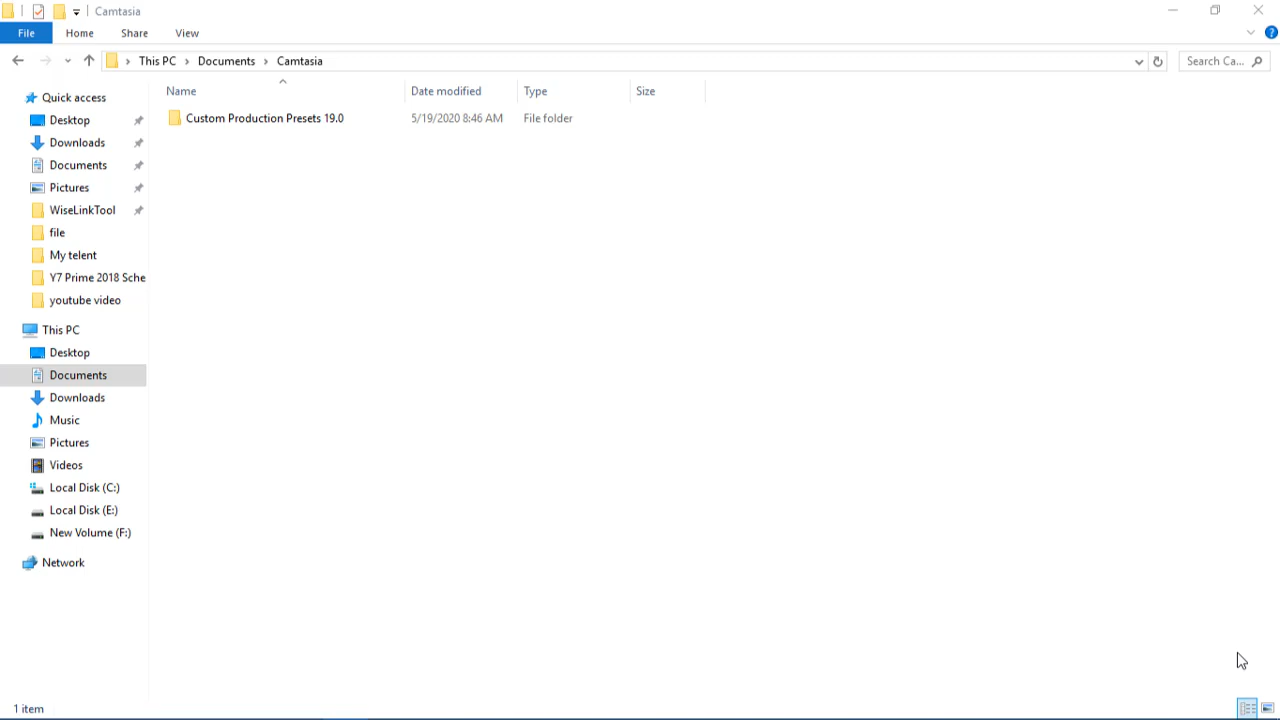 Camtasia
File Home Share View
This PC Documents Camtasia
Search Ca...
Name Date modified Type Size
Custom Production Presets 19.0 5/19/2020 8:46 AM File folder
Quick access
Desktop
Downloads
Documents
Pictures
WiseLinkTool
file
My telent
Y7 Prime 2018 Sche
youtube video
This PC
Desktop
Documents
Downloads
Music
Pictures
Videos
Local Disk (C:)
Local Disk (E:)
New Volume (F:)
Network
1 item